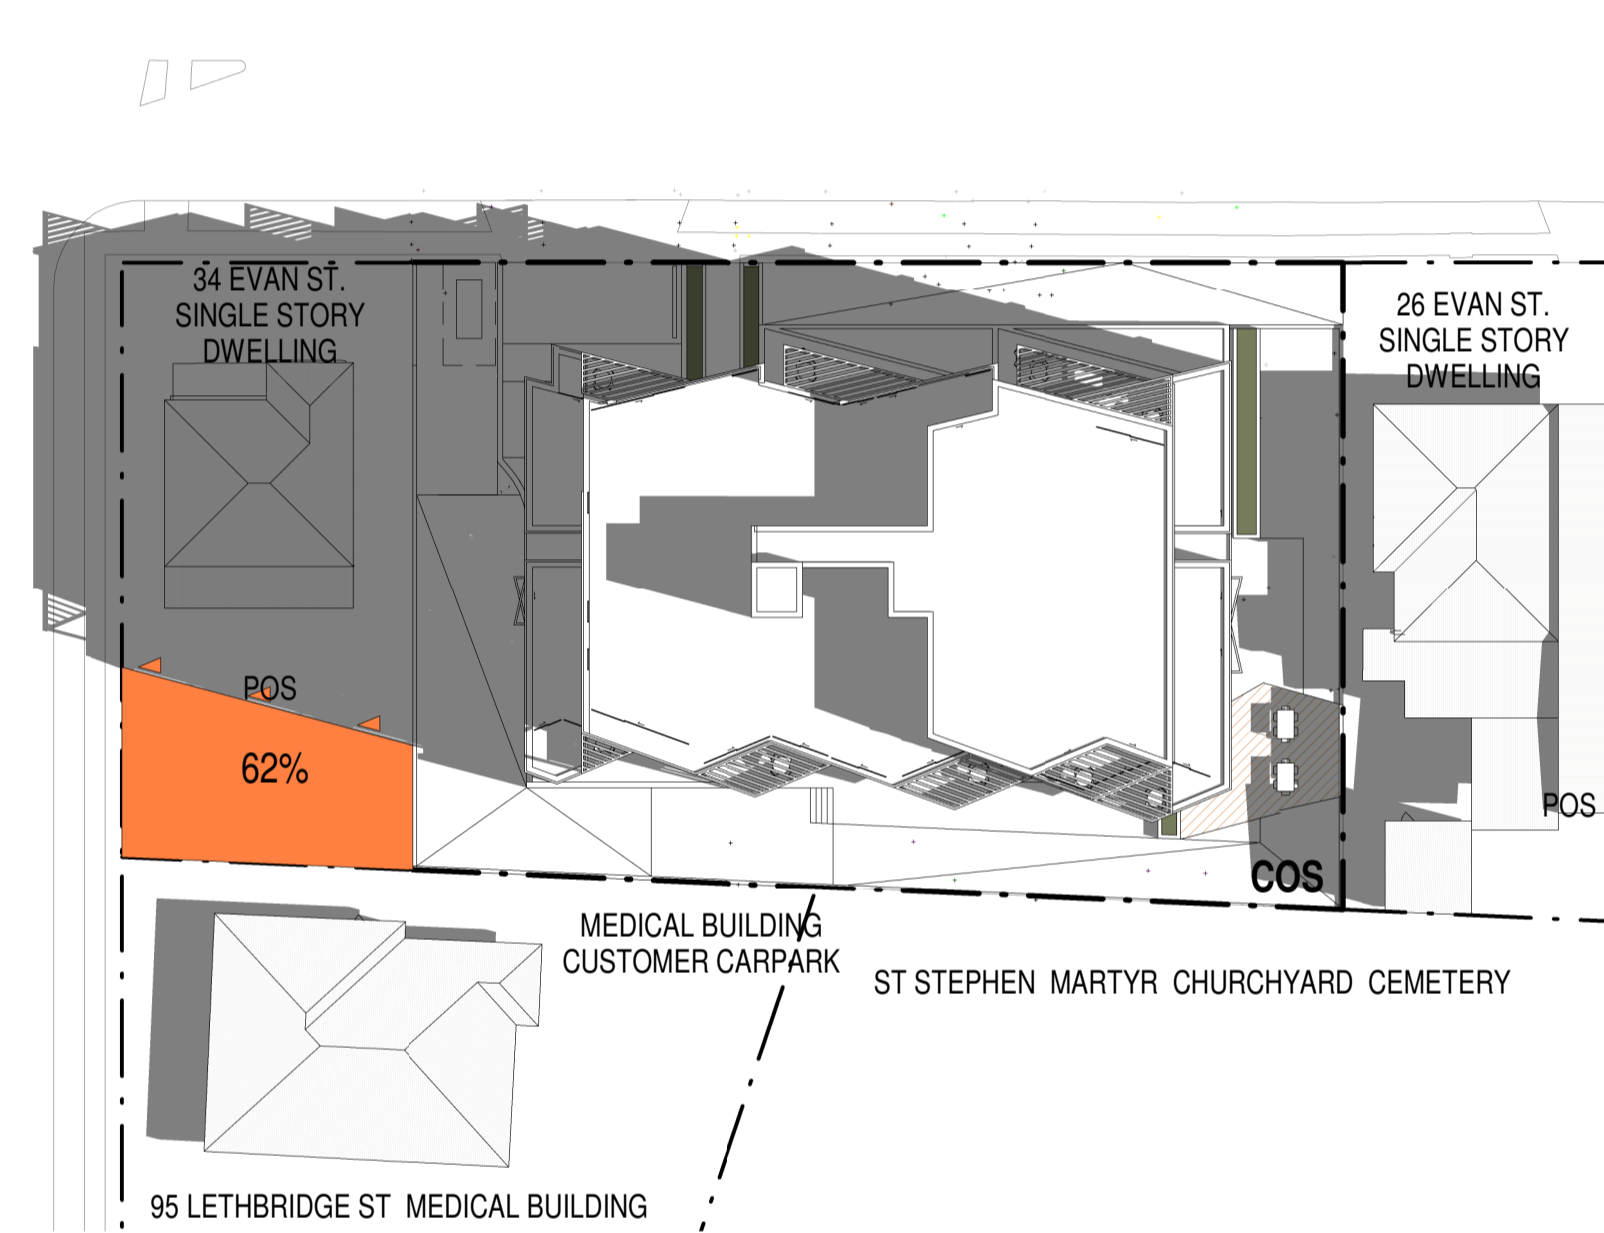 34 EVAN ST.
SINGLE STORY
DWELLING
26 EVAN ST.
SINGLE STORY
DWELLING
POS
62%
POS
COS
MEDICAL BUILDING
CUSTOMER CARPARK
ST STEPHEN MARTYR CHURCHYARD CEMETERY
95 LETHBRIDGE ST MEDICAL BUILDING